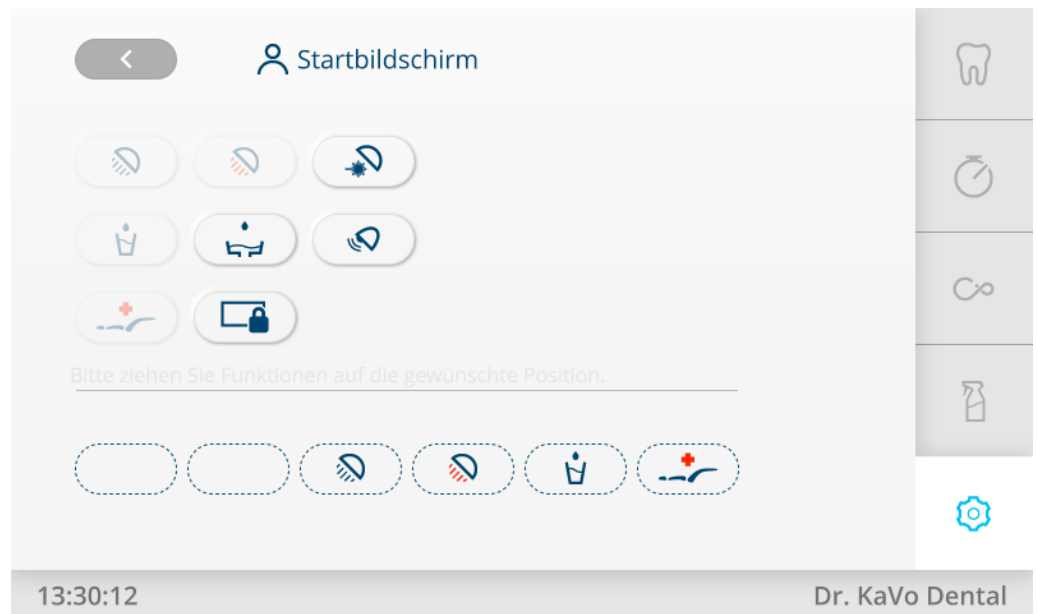 Startbildschirm
Bitte ziehen Sie Funktionen auf die gewünschte Position.
13:30:12
Dr. KaVo Dental